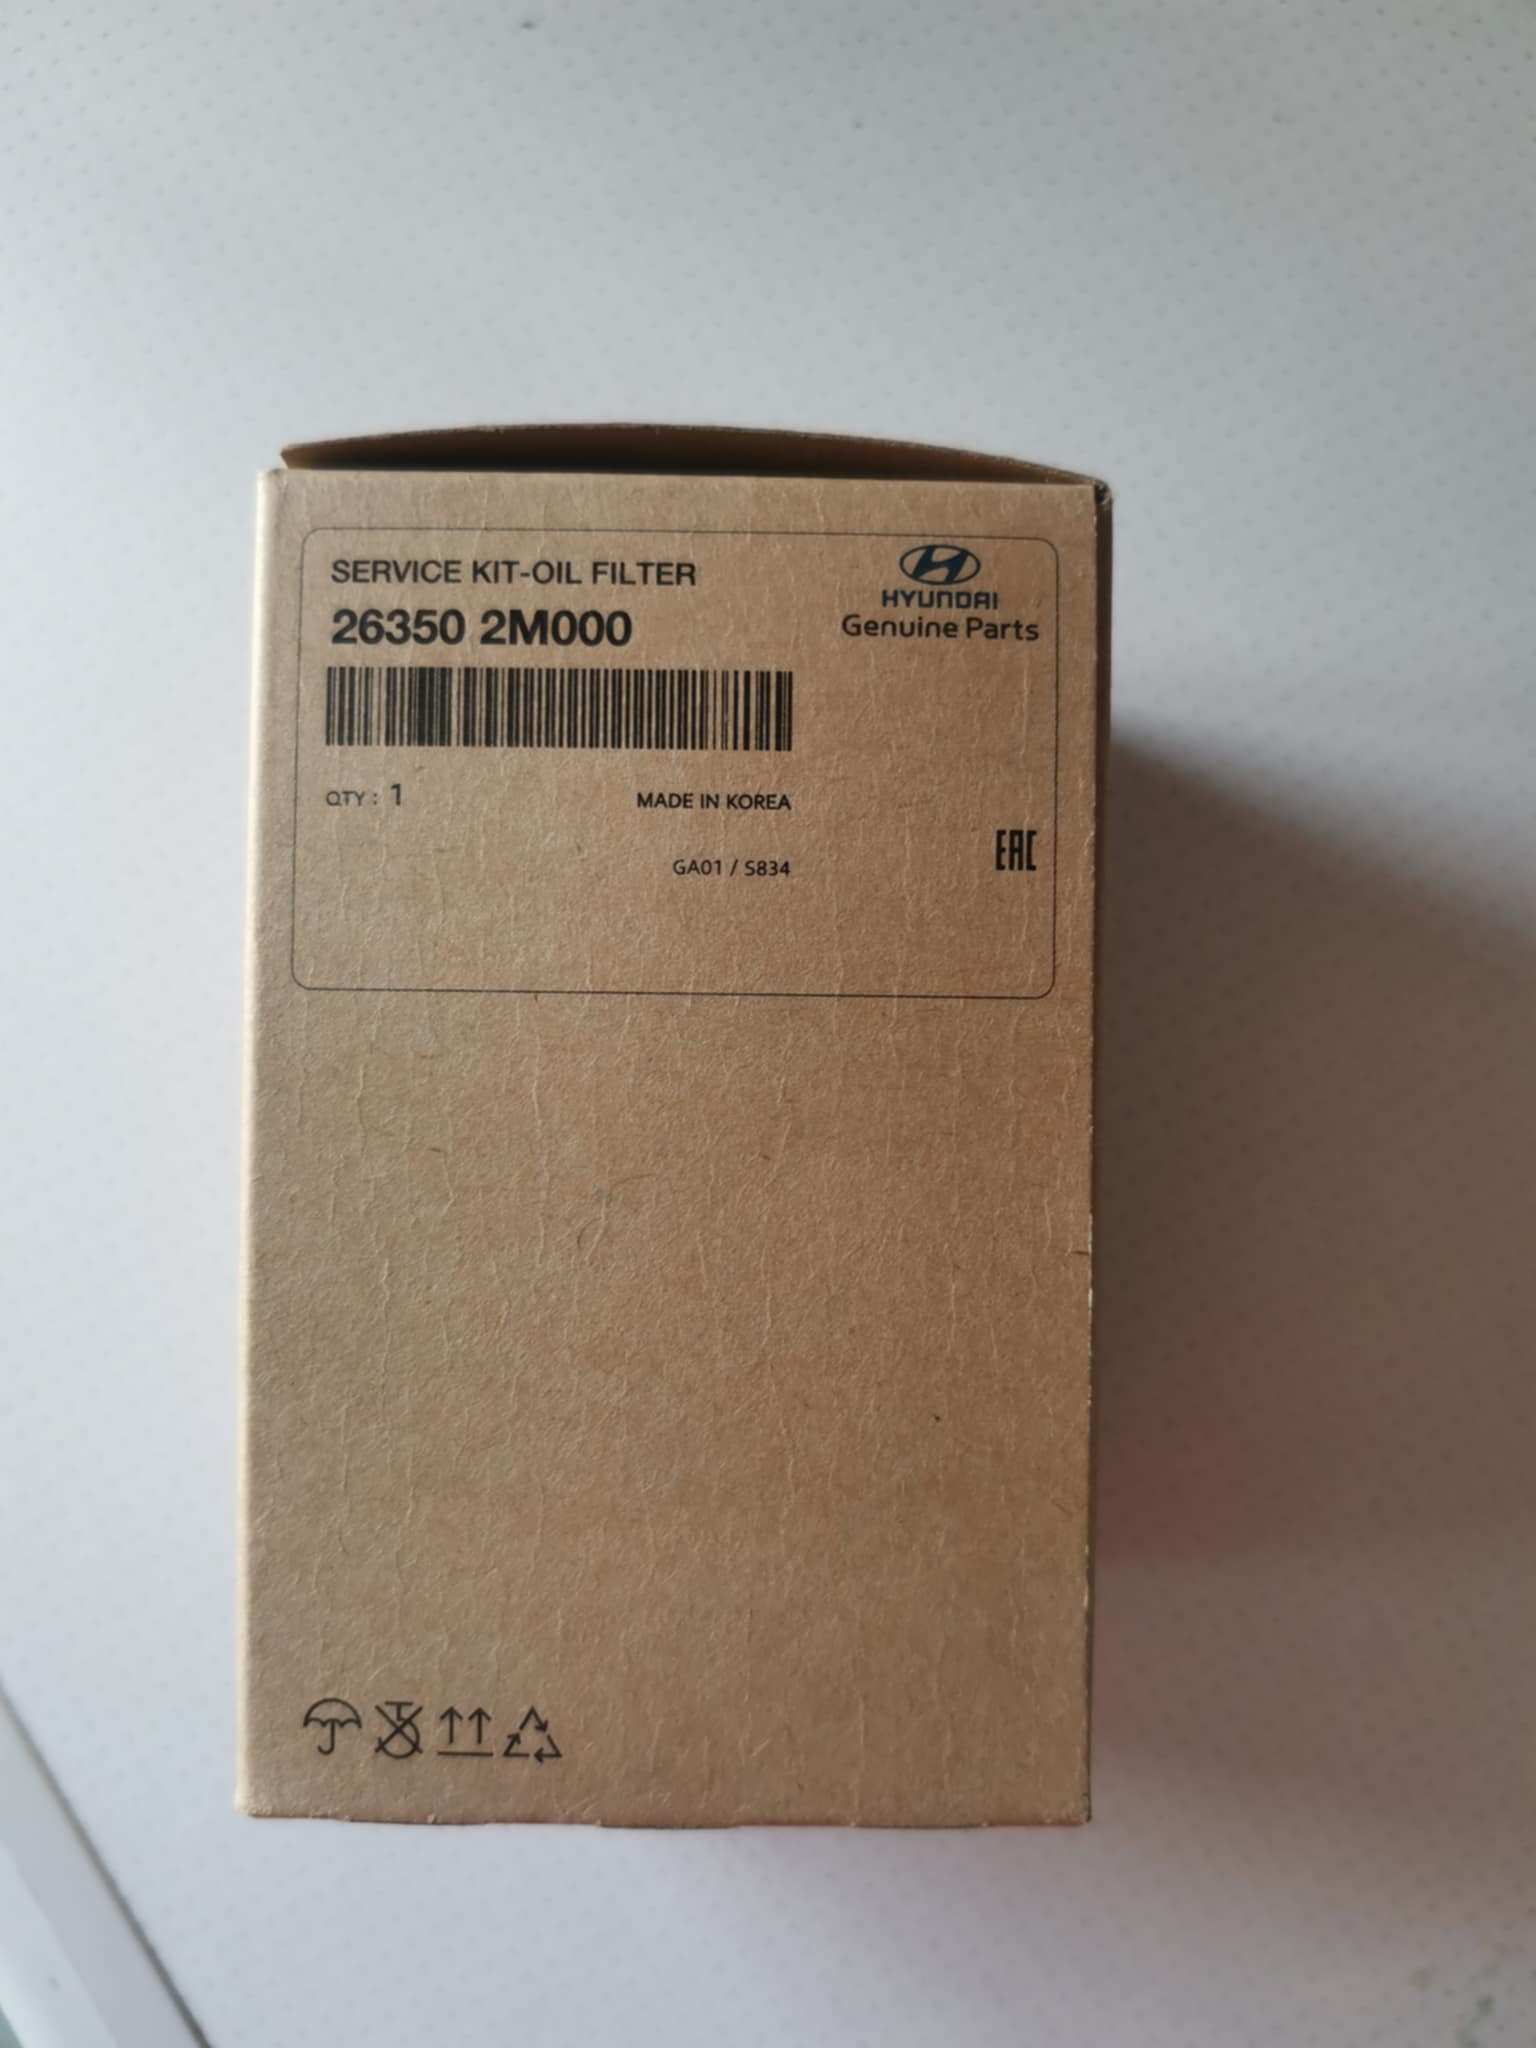 SERVICE KIT-OIL FILTER
26350 2M000
HYUNDAI
Genuine Parts
QTY : 1
MADE IN KOREA
GA01 / S834
EAC